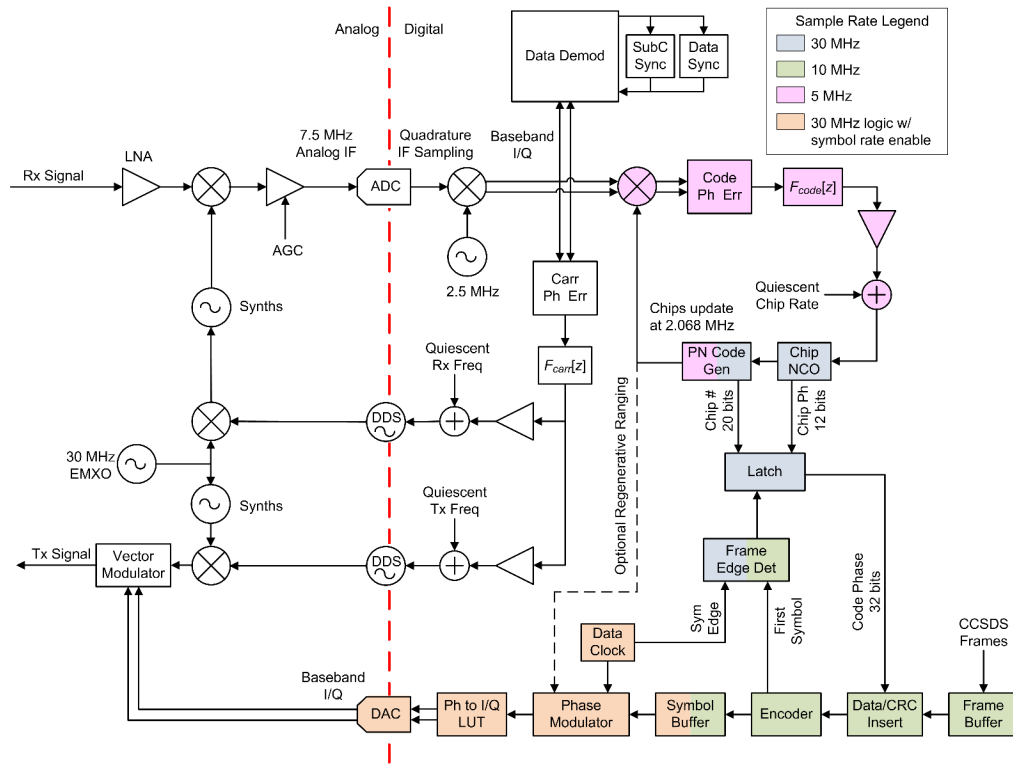 Analog
Digital
Data Demod
SubC
Sync
Data
Sync
Sample Rate Legend
30 MHz
10 MHz
5 MHz
30 MHz logic w/
symbol rate enable
Rx Signal
LNA
7.5 MHz
Analog IF
Quadrature
IF Sampling
Baseband
I/Q
ADC
AGC
2.5 MHz
Code
Ph Err
Fcode[z]
Synths
Carr
Ph Err
Quiescent
Chip Rate
Chips update
at 2.068 MHz
Quiescent
Rx Freq
Fcarr[z]
PN Code
Gen
Chip
NCO
Optional Regenerative Ranging
Chip #
20 bits
Chip Ph
12 bits
DDS
30 MHz
EMXO
Latch
Synths
Quiescent
Tx Freq
Tx Signal
Vector
Modulator
DDS
Frame
Edge Det
Code Phase
32 bits
Sym
Edge
First
Symbol
Data
Clock
CCSDS
Frames
Baseband
I/Q
DAC
Ph to I/Q
LUT
Phase
Modulator
Symbol
Buffer
Encoder
Data/CRC
Insert
Frame
Buffer